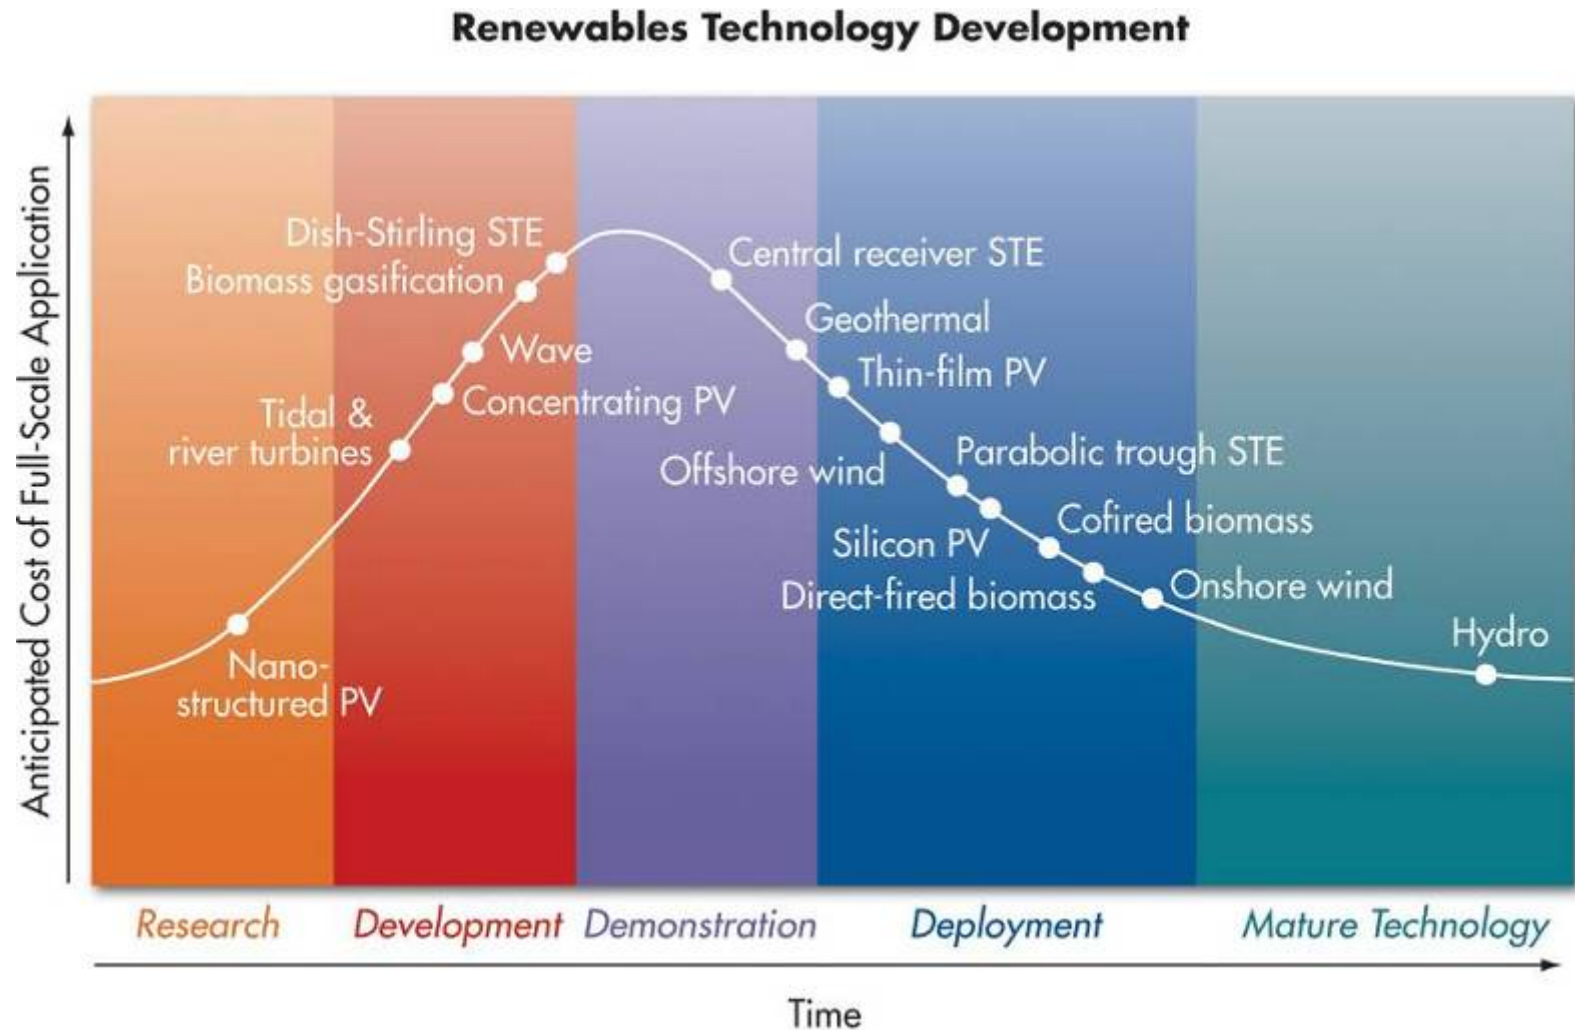 Renewables Technology Development
Anticipated Cost of Full-Scale Application
Dish-Stirling STE
Biomass gasification
Wave
Concentrating PV
Tidal &
river turbines
Nano-
structured PV
Central receiver STE
Geothermal
Thin-film PV
Offshore wind
Parabolic trough STE
Silicon PV
Cofired biomass
Direct-fired biomass
Onshore wind
Hydro
Research
Development
Demonstration
Deployment
Mature Technology
Time